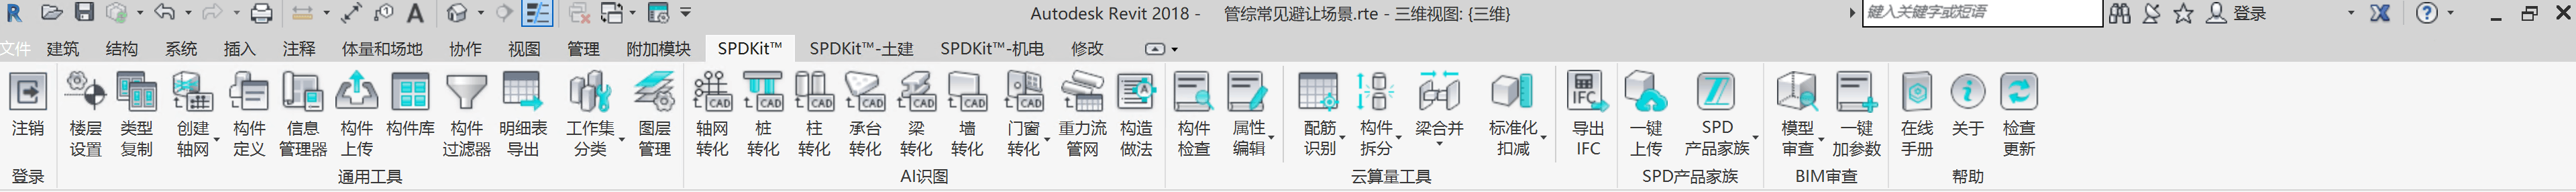 Autodesk Revit 2018 - 管综常见避让场景.rte - 三维视图: {三维}
键入关键字或短语
登录
文件 建筑 结构 系统 插入 注释 体量和场地 协作 视图 管理 附加模块 SPDKit™ SPDKit™-土建 SPDKit™-机电 修改
注销
楼层设置
类型复制
创建轴网
构件定义
信息管理器
构件上传
构件库
构件过滤器
明细表导出
工作集分类
图层管理
CAD 轴网转化
CAD 桩转化
CAD 柱转化
CAD 承台转化
CAD 梁转化
CAD 墙转化
CAD 门窗转化
CAD 重力流管网
构造做法
构件检查
属性编辑
配筋识别
构件拆分
梁合并
标准化扣减
IFC 导出IFC
一键上传
SPD产品家族
模型审查
一键加参数
在线手册
关于
检查更新
登录 通用工具 AI识图 云算量工具 SPD产品家族 BIM审查 帮助